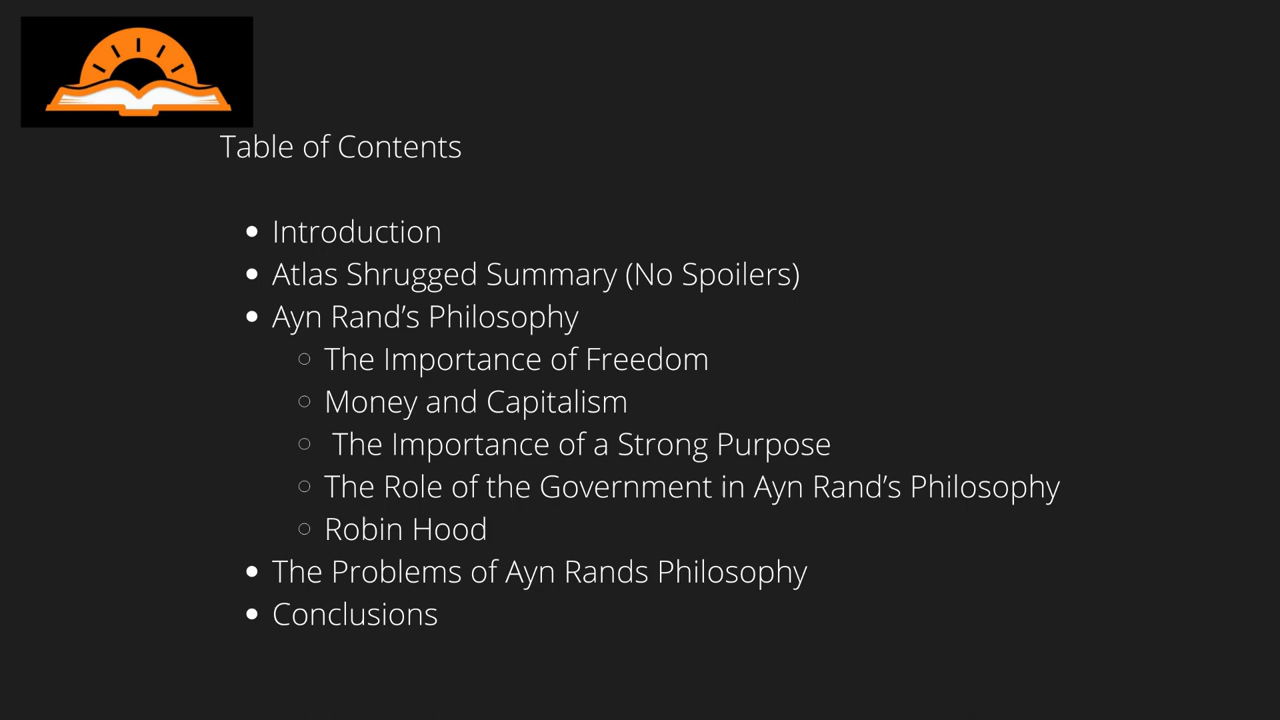 Table of Contents
• Introduction
• Atlas Shrugged Summary (No Spoilers)
• Ayn Rand’s Philosophy
○ The Importance of Freedom
○ Money and Capitalism
○ The Importance of a Strong Purpose
○ The Role of the Government in Ayn Rand’s Philosophy
○ Robin Hood
• The Problems of Ayn Rands Philosophy
• Conclusions